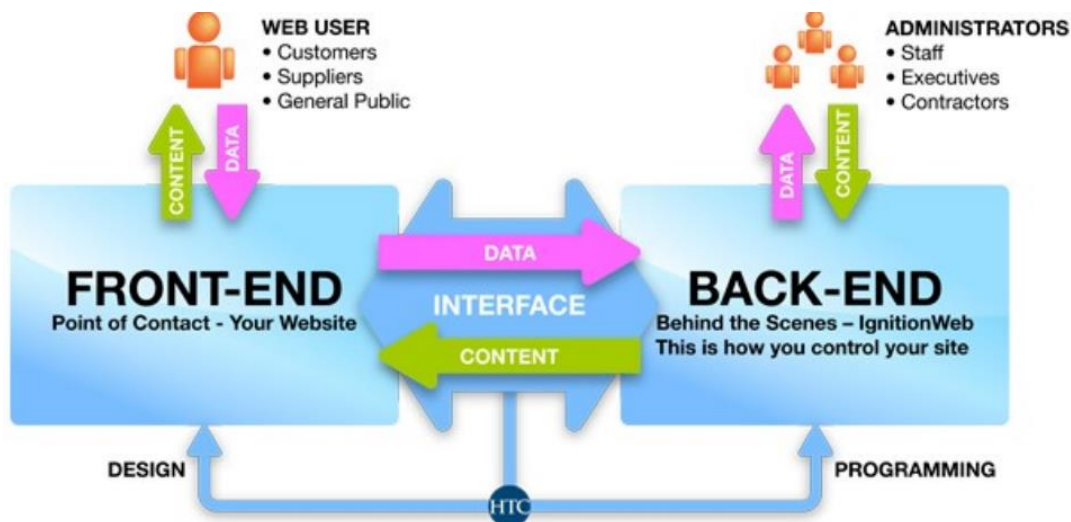 WEB USER
• Customers
• Suppliers
• General Public
ADMINISTRATORS
• Staff
• Executives
• Contractors
CONTENT
DATA
DATA
CONTENT
FRONT-END
Point of Contact - Your Website
DATA
INTERFACE
CONTENT
BACK-END
Behind the Scenes – IgnitionWeb
This is how you control your site
DESIGN
HTC
PROGRAMMING